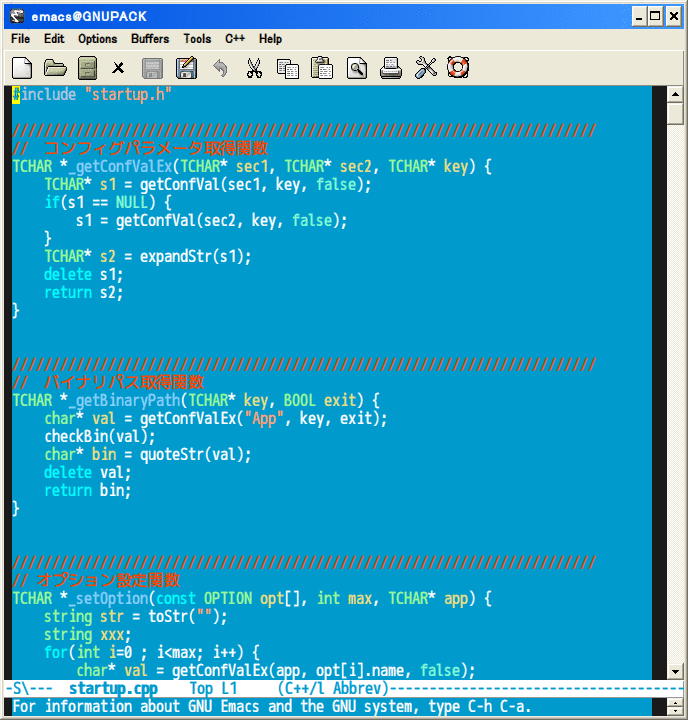 emacs@GNUPACK
File Edit Options Buffers Tools C++ Help
#include "startup.h"
/////////////////////////////////////////////////////////////////////////
// コンフィグパラメータ取得関数
TCHAR *_getConfValEx(TCHAR* sec1, TCHAR* sec2, TCHAR* key) {
    TCHAR* s1 = getConfVal(sec1, key, false);
    if(s1 == NULL) {
        s1 = getConfVal(sec2, key, false);
    }
    TCHAR* s2 = expandStr(s1);
    delete s1;
    return s2;
}
/////////////////////////////////////////////////////////////////////////
// バイナリパス取得関数
TCHAR *_getBinaryPath(TCHAR* key, BOOL exit) {
    char* val = getConfValEx("App", key, exit);
    checkBin(val);
    char* bin = quoteStr(val);
    delete val;
    return bin;
}
/////////////////////////////////////////////////////////////////////////
// オプション設定関数
TCHAR *_setOption(const OPTION opt[], int max, TCHAR* app) {
    string str = toStr("");
    string xxx;
    for(int i=0 ; i<max; i++) {
        char* val = getConfValEx(app, opt[i].name, false);
-S\--- startup.cpp Top L1 (C++/l Abbrev)-------------------------------------
For information about GNU Emacs and the GNU system, type C-h C-a.